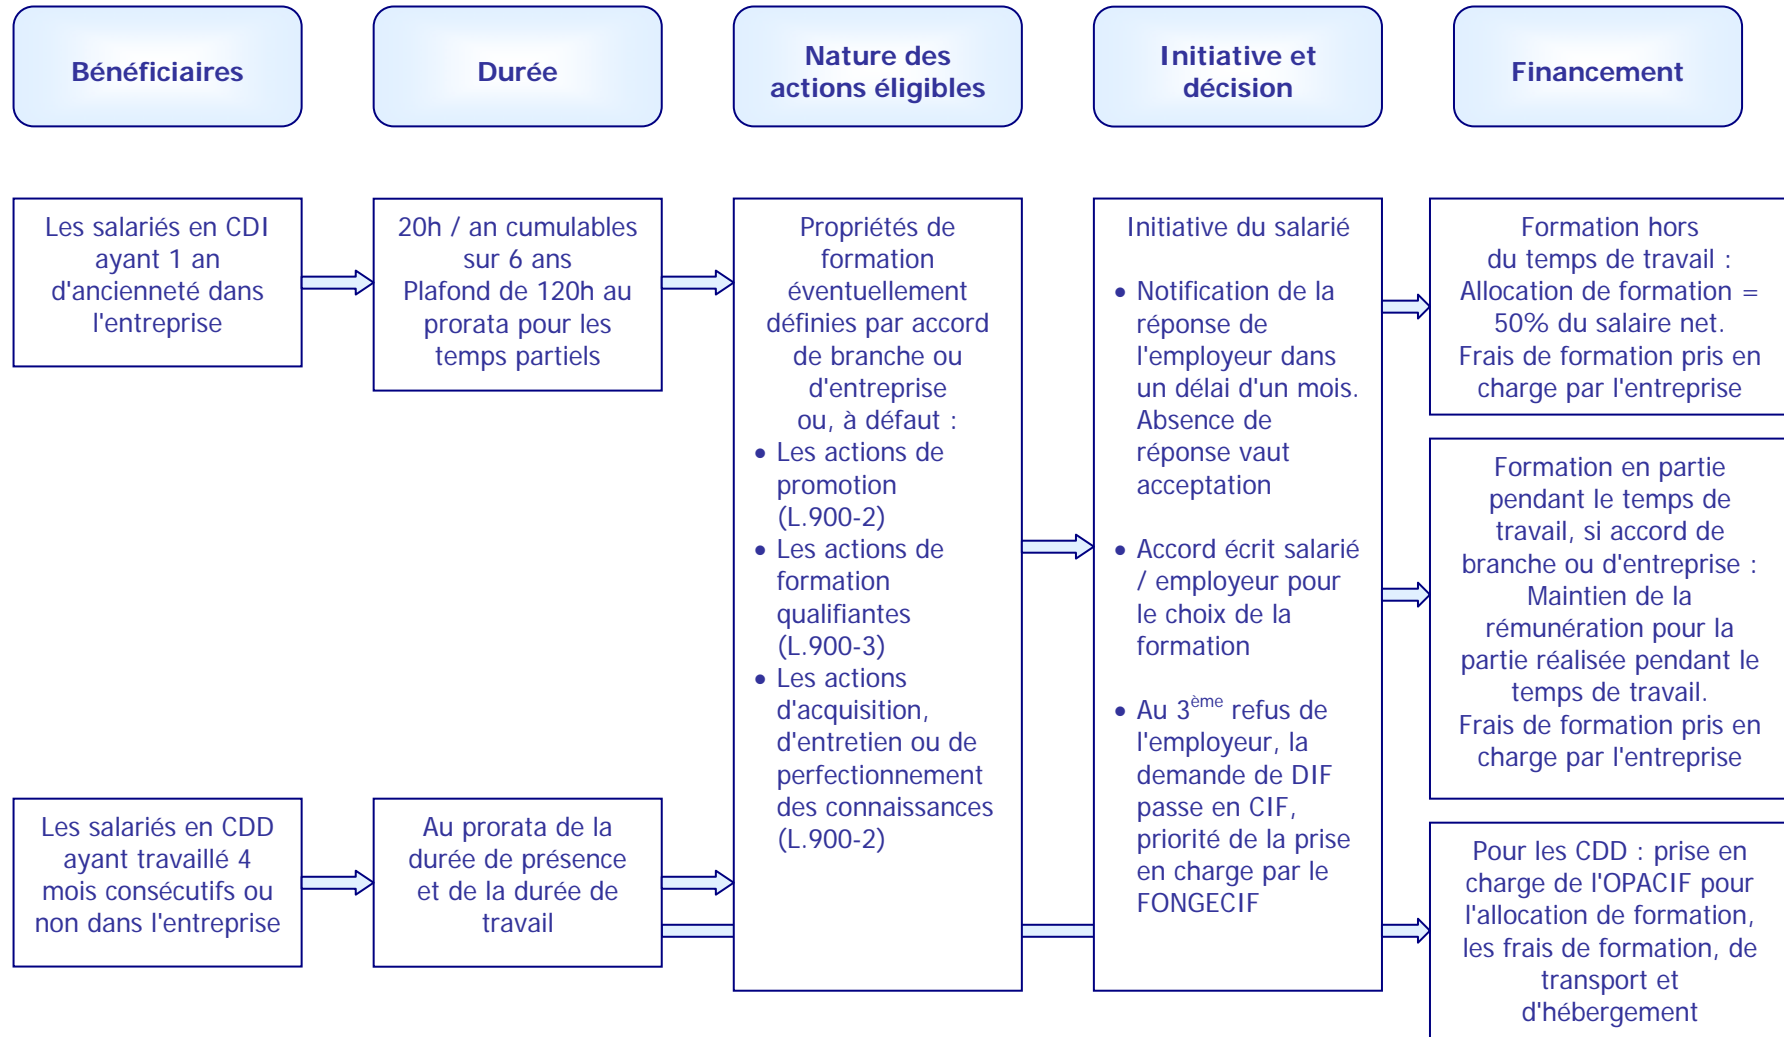 Bénéficiaires
Durée
Nature des
actions éligibles
Initiative et
décision
Financement
Les salariés en CDI
ayant 1 an
d'ancienneté dans
l'entreprise
20h / an cumulables
sur 6 ans
Plafond de 120h au
prorata pour les
temps partiels
Propriétés de
formation
éventuellement
définies par accord
de branche ou
d'entreprise
ou, à défaut :
• Les actions de
promotion
(L.900-2)
• Les actions de
formation
qualifiantes
(L.900-3)
• Les actions
d'acquisition,
d'entretien ou de
perfectionnement
des connaissances
(L.900-2)
Initiative du salarié
• Notification de la
réponse de
l'employeur dans
un délai d'un mois.
Absence de
réponse vaut
acceptation
• Accord écrit salarié
/ employeur pour
le choix de la
formation
• Au 3ème refus de
l'employeur, la
demande de DIF
passe en CIF,
priorité de la prise
en charge par le
FONGECIF
Formation hors
du temps de travail :
Allocation de formation =
50% du salaire net.
Frais de formation pris en
charge par l'entreprise
Formation en partie
pendant le temps de
travail, si accord de
branche ou d'entreprise :
Maintien de la
rémunération pour la
partie réalisée pendant le
temps de travail.
Frais de formation pris en
charge par l'entreprise
Les salariés en CDD
ayant travaillé 4
mois consécutifs ou
non dans l'entreprise
Au prorata de la
durée de présence
et de la durée de
travail
Pour les CDD : prise en
charge de l'OPACIF pour
l'allocation de formation,
les frais de formation, de
transport et
d'hébergement